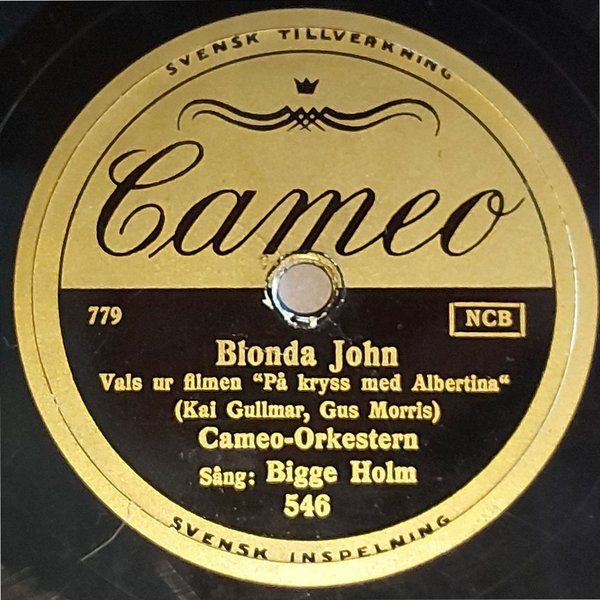 SVENSK TILLVERKNING
Cameo
779
NCB
Blonda John
Vals ur filmen "På kryss med Albertina"
(Kai Gullmar, Gus Morris)
Cameo-Orkestern
Sång: Bigge Holm
546
SVENSK INSPELNING